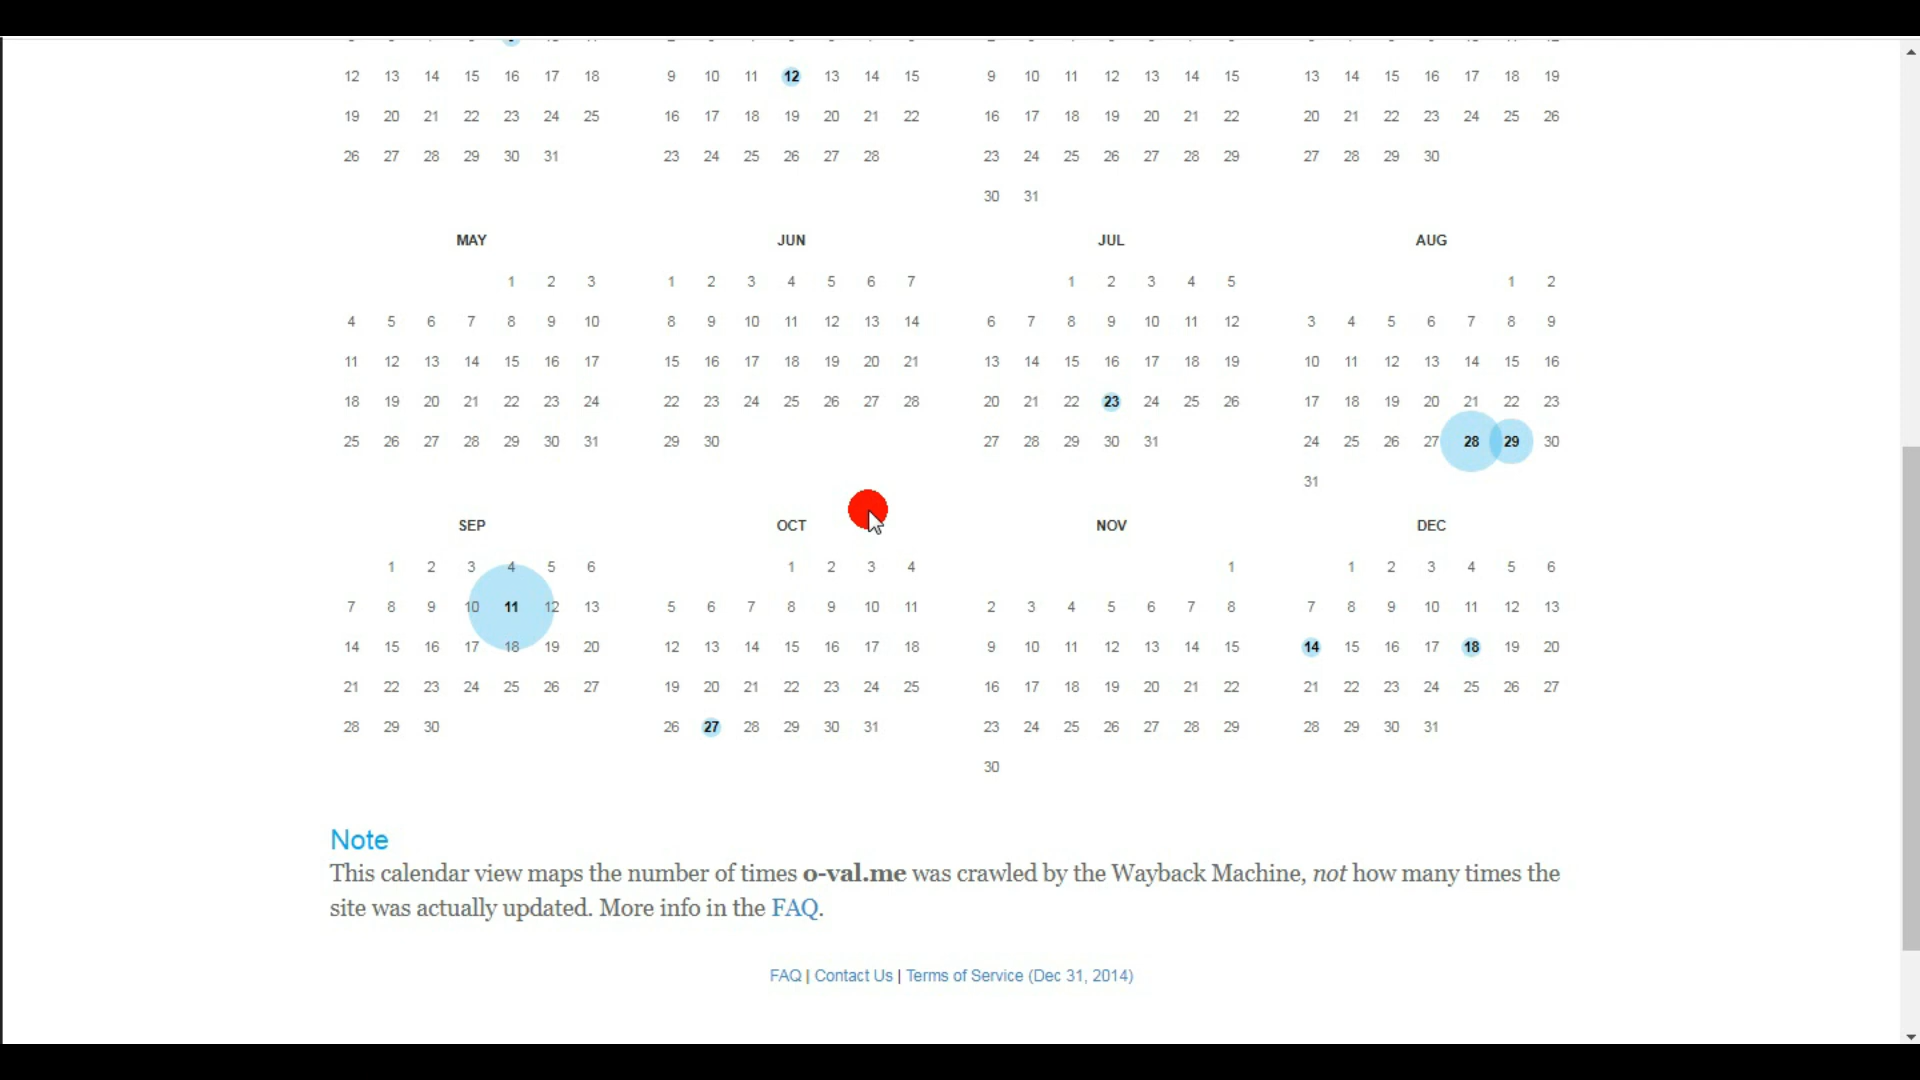 12 13 14 15 16 17 18 9 10 11 12 13 14 15 9 10 11 12 13 14 15 13 14 15 16 17 18 19
19 20 21 22 23 24 25 16 17 18 19 20 21 22 16 17 18 19 20 21 22 20 21 22 23 24 25 26
26 27 28 29 30 31 23 24 25 26 27 28 23 24 25 26 27 28 29 27 28 29 30
30 31
MAY JUN JUL AUG
1 2 3 1 2 3 4 5 6 7 1 2 3 4 5 1 2
4 5 6 7 8 9 10 8 9 10 11 12 13 14 6 7 8 9 10 11 12 3 4 5 6 7 8 9
11 12 13 14 15 16 17 15 16 17 18 19 20 21 13 14 15 16 17 18 19 10 11 12 13 14 15 16
18 19 20 21 22 23 24 22 23 24 25 26 27 28 20 21 22 23 24 25 26 17 18 19 20 21 22 23
25 26 27 28 29 30 31 29 30 27 28 29 30 31 24 25 26 27 28 29 30
31
SEP OCT NOV DEC
1 2 3 4 5 6 1 2 3 4 1 1 2 3 4 5 6
7 8 9 10 11 12 13 5 6 7 8 9 10 11 2 3 4 5 6 7 8 7 8 9 10 11 12 13
14 15 16 17 18 19 20 12 13 14 15 16 17 18 9 10 11 12 13 14 15 14 15 16 17 18 19 20
21 22 23 24 25 26 27 19 20 21 22 23 24 25 16 17 18 19 20 21 22 21 22 23 24 25 26 27
28 29 30 26 27 28 29 30 31 23 24 25 26 27 28 29 28 29 30 31
30
Note
This calendar view maps the number of times o-val.me was crawled by the Wayback Machine, not how many times the
site was actually updated. More info in the FAQ.
FAQ | Contact Us | Terms of Service (Dec 31, 2014)